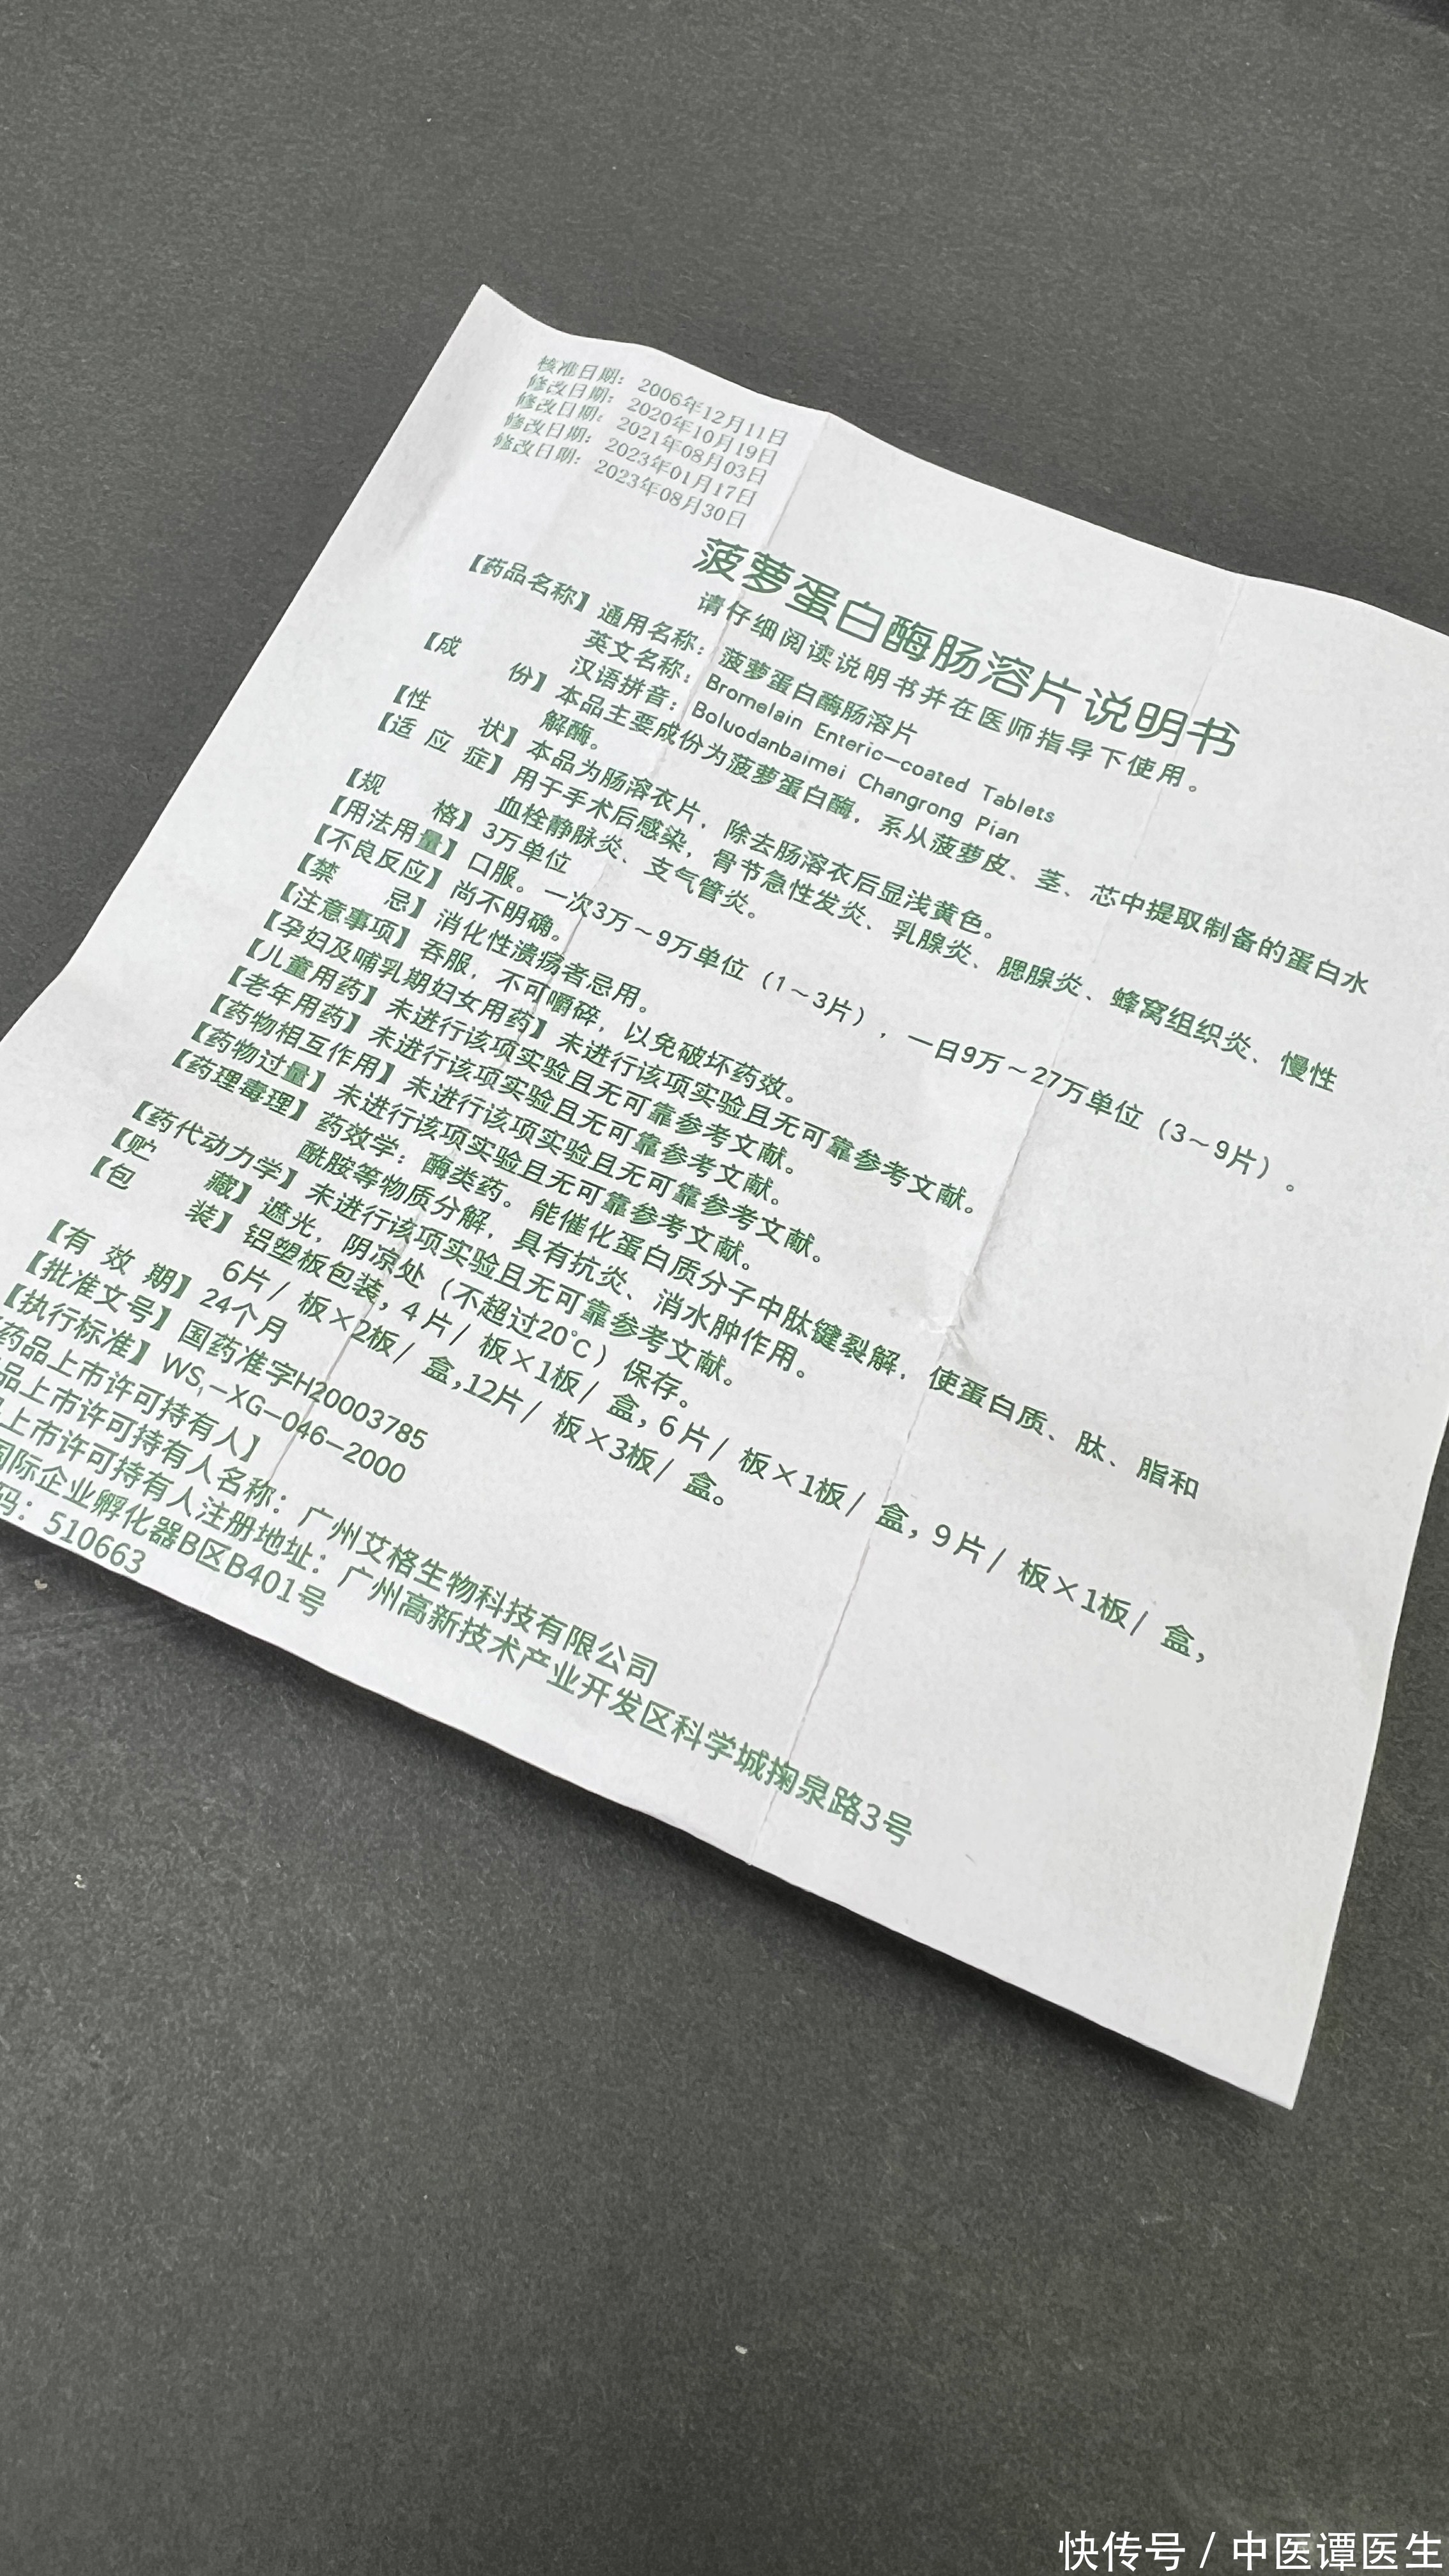 核准日期：2006年12月11日
修改日期：2020年10月19日
修改日期：2021年08月03日
修改日期：2023年01月17日
修改日期：2023年08月30日
菠萝蛋白酶肠溶片说明书
请仔细阅读说明书并在医师指导下使用。
【药品名称】通用名称：菠萝蛋白酶肠溶片
英文名称：Bromelain Enteric-coated Tablets
汉语拼音：Boluodanbaimei Changrong Pian
【成 份】本品主要成份为菠萝蛋白酶，系从菠萝皮、茎、芯中提取制备的蛋白水
解酶。
【性 状】本品为肠溶衣片，除去肠溶衣后显浅黄色。
【适 应 症】用于手术后感染，骨节急性发炎、乳腺炎、腮腺炎、蜂窝组织炎、慢性
血栓静脉炎、支气管炎。
【规 格】3万单位
【用法用量】口服。一次3万～9万单位（1～3片），一日9万～27万单位（3～9片）。
【不良反应】尚不明确。
【禁 忌】消化性溃疡者忌用。
【注意事项】吞服，不可嚼碎，以免破坏药效。
【孕妇及哺乳期妇女用药】未进行该项实验且无可靠参考文献。
【儿童用药】未进行该项实验且无可靠参考文献。
【老年用药】未进行该项实验且无可靠参考文献。
【药物相互作用】未进行该项实验且无可靠参考文献。
【药物过量】未进行该项实验且无可靠参考文献。
【药理毒理】药效学：酶类药。能催化蛋白质分子中肽键裂解，使蛋白质、肽、脂和
酰胺等物质分解，具有抗炎、消水肿作用。
【药代动力学】未进行该项实验且无可靠参考文献。
【贮 藏】遮光，阴凉处（不超过20℃）保存。
【包 装】铝塑板包装，4片/ 板×1板/ 盒，6片/ 板×1板/ 盒，9片/ 板×1板/ 盒，
6片/ 板×2板/ 盒，12片/ 板×3板/ 盒。
【有 效 期】24个月
【批准文号】国药准字H20003785
【执行标准】WS₁-XG-046-2000
药品上市许可持有人】
品上市许可持有人名称：广州艾格生物科技有限公司
上市许可持有人注册地址：广州高新技术产业开发区科学城掬泉路3号
国际企业孵化器B区B401号
码：510663
快传号 / 中医谭医生